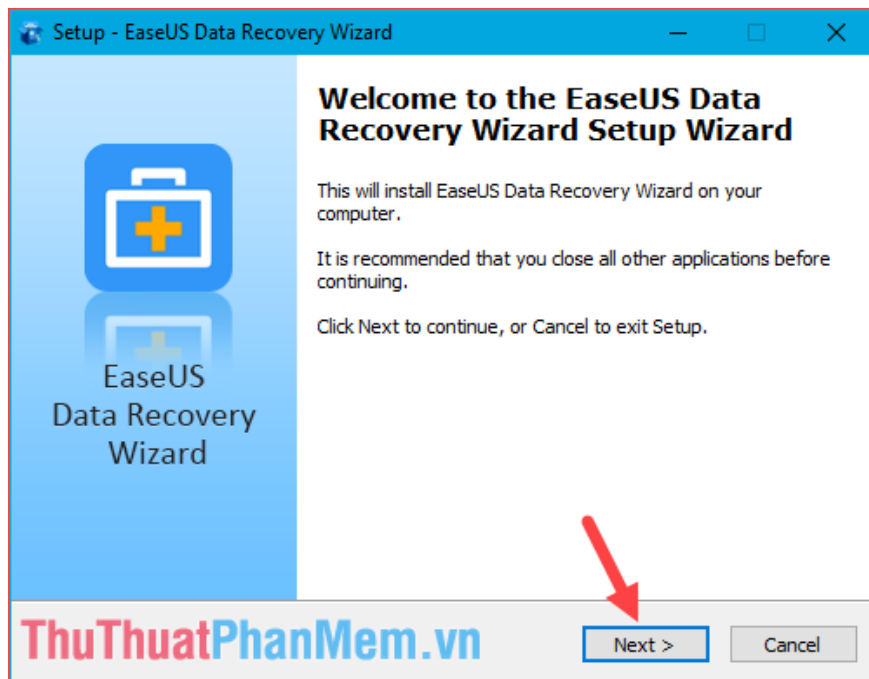 Setup - EaseUS Data Recovery Wizard
Welcome to the EaseUS Data
Recovery Wizard Setup Wizard
This will install EaseUS Data Recovery Wizard on your
computer.
It is recommended that you close all other applications before
continuing.
Click Next to continue, or Cancel to exit Setup.
EaseUS
Data Recovery
Wizard
ThuThuatPhanMem.vn
Next >
Cancel